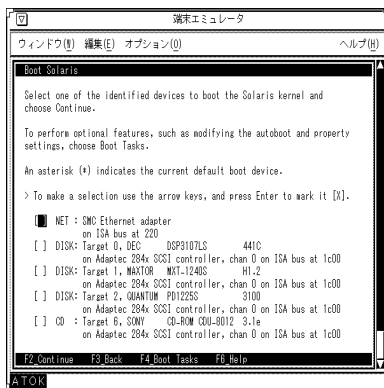 端末エミュレータ
ウィンドウ(W) 編集(E) オプション(O) ヘルプ(H)
Boot Solaris
Select one of the identified devices to boot the Solaris kernel and
choose Continue.
To perform optional features, such as modifying the autoboot and property
settings, choose Boot Tasks.
An asterisk (*) indicates the current default boot device.
> To make a selection use the arrow keys, and press Enter to mark it [X].
[ ] NET : SMC Ethernet adapter
on ISA bus at 220
[ ] DISK: Target 0, DEC DSP3107LS 441C
on Adaptec 284x SCSI controller, chan 0 on ISA bus at 1c00
[ ] DISK: Target 1, MAXTOR MXT-1240S H1.2
on Adaptec 284x SCSI controller, chan 0 on ISA bus at 1c00
[ ] DISK: Target 2, QUANTUM PD1225S 3100
on Adaptec 284x SCSI controller, chan 0 on ISA bus at 1c00
[ ] CD : Target 6, SONY CD-ROM CDU-8012 3.1e
on Adaptec 284x SCSI controller, chan 0 on ISA bus at 1c00
F2_Continue F3_Back F4_Boot Tasks F6_Help
ATOK